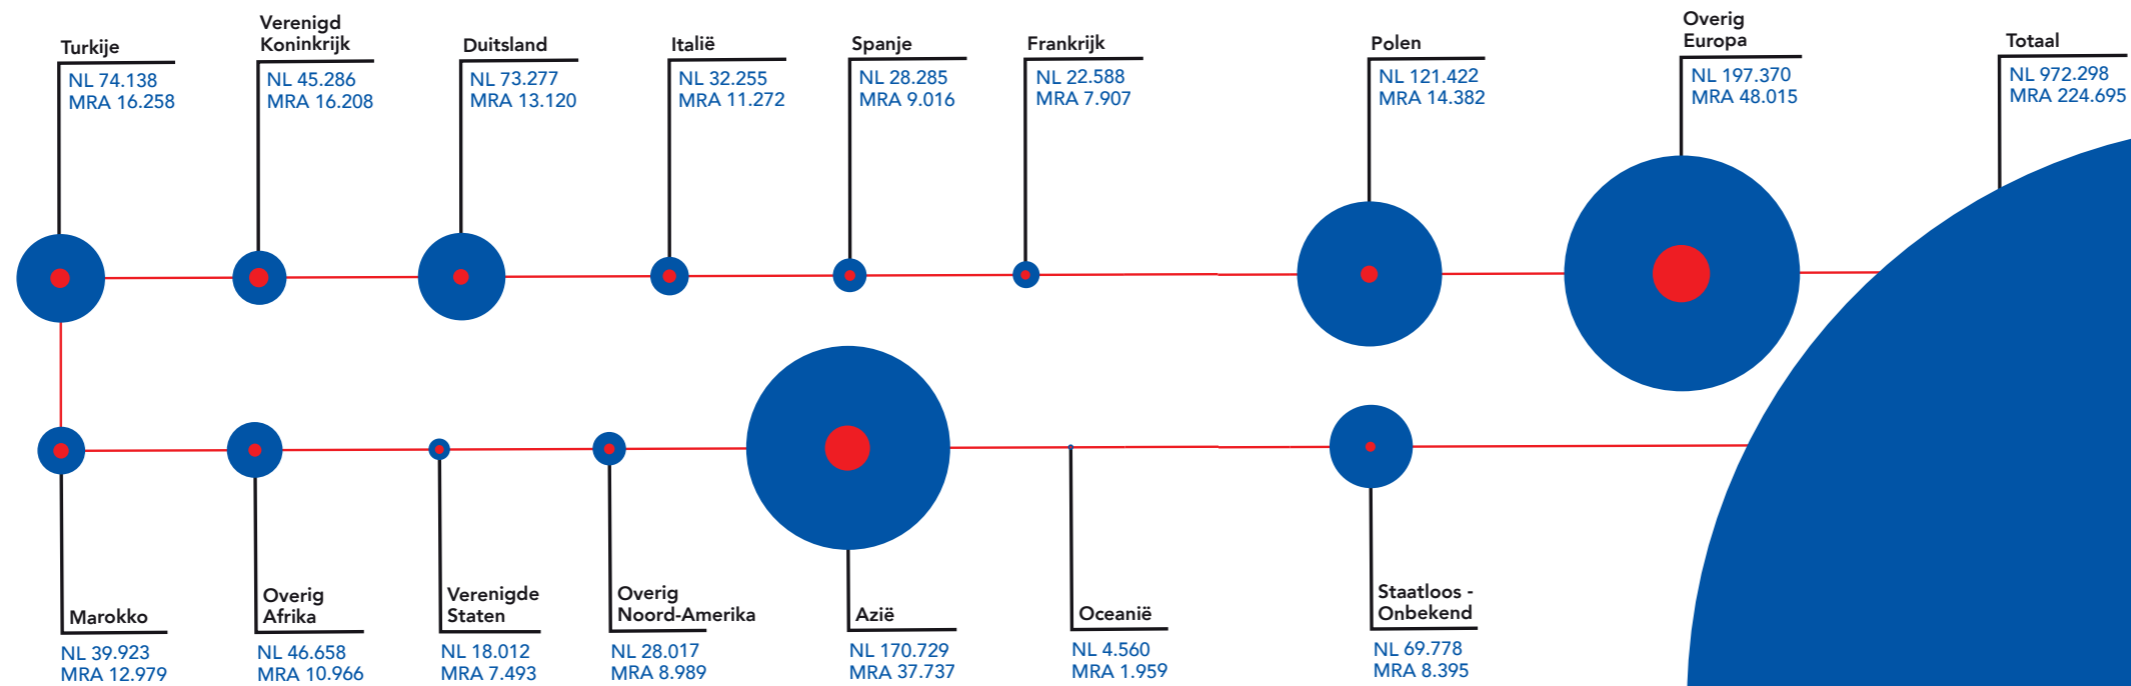 Turkije
NL 74.138
MRA 16.258
Verenigd
Koninkrijk
NL 45.286
MRA 16.208
Duitsland
NL 73.277
MRA 13.120
Italië
NL 32.255
MRA 11.272
Spanje
NL 28.285
MRA 9.016
Frankrijk
NL 22.588
MRA 7.907
Polen
NL 121.422
MRA 14.382
Overig
Europa
NL 197.370
MRA 48.015
Totaal
NL 972.298
MRA 224.695
Marokko
NL 39.923
MRA 12.979
Overig
Afrika
NL 46.658
MRA 10.966
Verenigde
Staten
NL 18.012
MRA 7.493
Overig
Noord-Amerika
NL 28.017
MRA 8.989
Azië
NL 170.729
MRA 37.737
Oceanië
NL 4.560
MRA 1.959
Staatloos -
Onbekend
NL 69.778
MRA 8.395